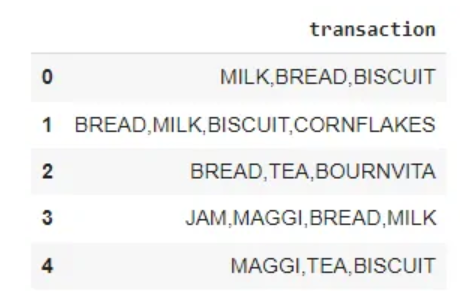 transaction
0 MILK,BREAD,BISCUIT
1 BREAD,MILK,BISCUIT,CORNFLAKES
2 BREAD,TEA,BOURNVITA
3 JAM,MAGGI,BREAD,MILK
4 MAGGI,TEA,BISCUIT